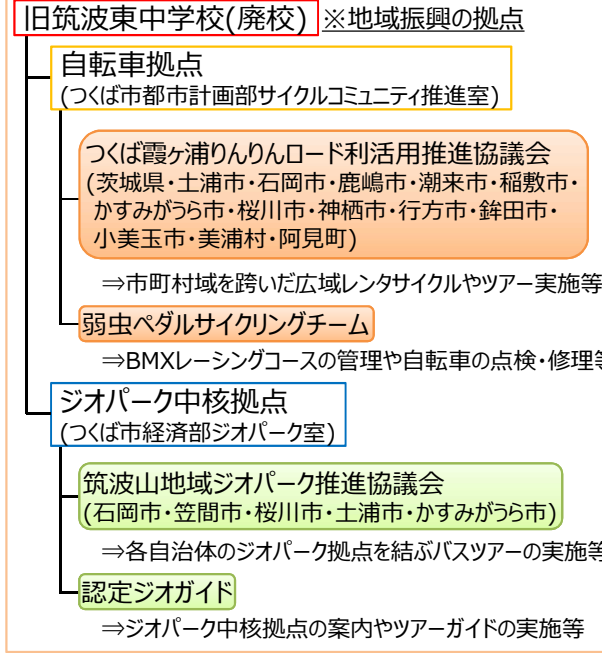 旧筑波東中学校(廃校) ※地域振興の拠点
自転車拠点
(つくば市都市計画部サイクルコミュニティ推進室)
つくば霞ヶ浦りんりんロード利活用推進協議会
(茨城県・土浦市・石岡市・鹿嶋市・潮来市・稲敷市・
かすみがうら市・桜川市・神栖市・行方市・鉾田市・
小美玉市・美浦村・阿見町)
⇒市町村域を跨いだ広域レンタサイクルやツアー実施等
弱虫ペダルサイクリングチーム
⇒BMXレーシングコースの管理や自転車の点検・修理等
ジオパーク中核拠点
(つくば市経済部ジオパーク室)
筑波山地域ジオパーク推進協議会
(石岡市・笠間市・桜川市・土浦市・かすみがうら市)
⇒各自治体のジオパーク拠点を結ぶバスツアーの実施等
認定ジオガイド
⇒ジオパーク中核拠点の案内やツアーガイドの実施等